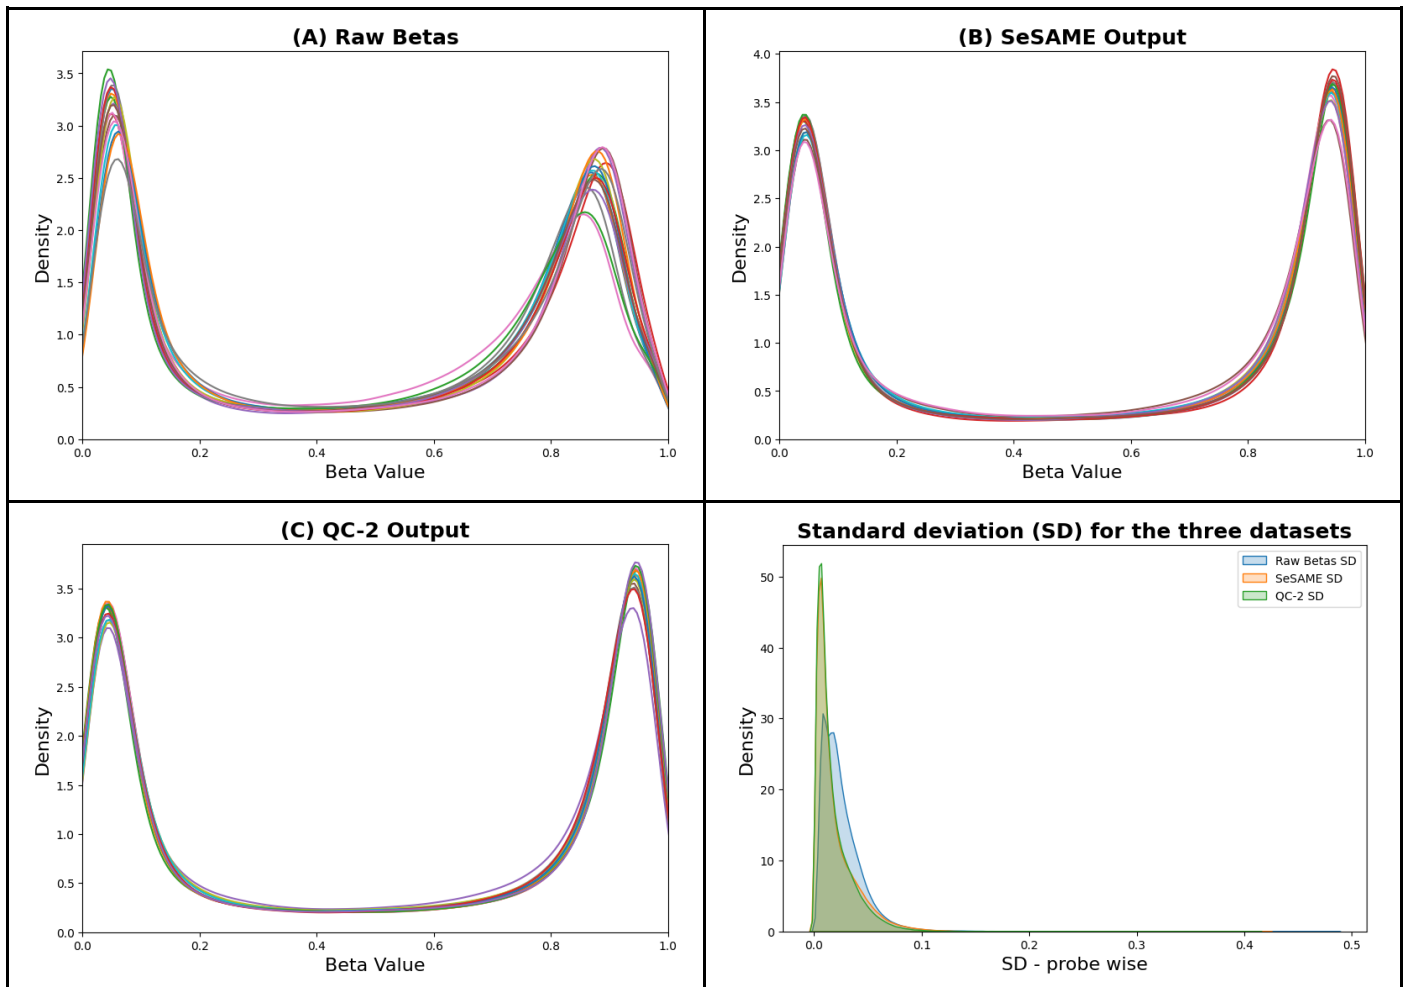 (A) Raw Betas
Density
3.5
3.0
2.5
2.0
1.5
1.0
0.5
0.0
0.0 0.2 0.4 0.6 0.8 1.0
Beta Value
(B) SeSAME Output
Density
4.0
3.5
3.0
2.5
2.0
1.5
1.0
0.5
0.0
0.0 0.2 0.4 0.6 0.8 1.0
Beta Value
(C) QC-2 Output
Density
3.5
3.0
2.5
2.0
1.5
1.0
0.5
0.0
0.0 0.2 0.4 0.6 0.8 1.0
Beta Value
Standard deviation (SD) for the three datasets
Raw Betas SD
SeSAME SD
QC-2 SD
Density
50
40
30
20
10
0
0.0 0.1 0.2 0.3 0.4 0.5
SD - probe wise